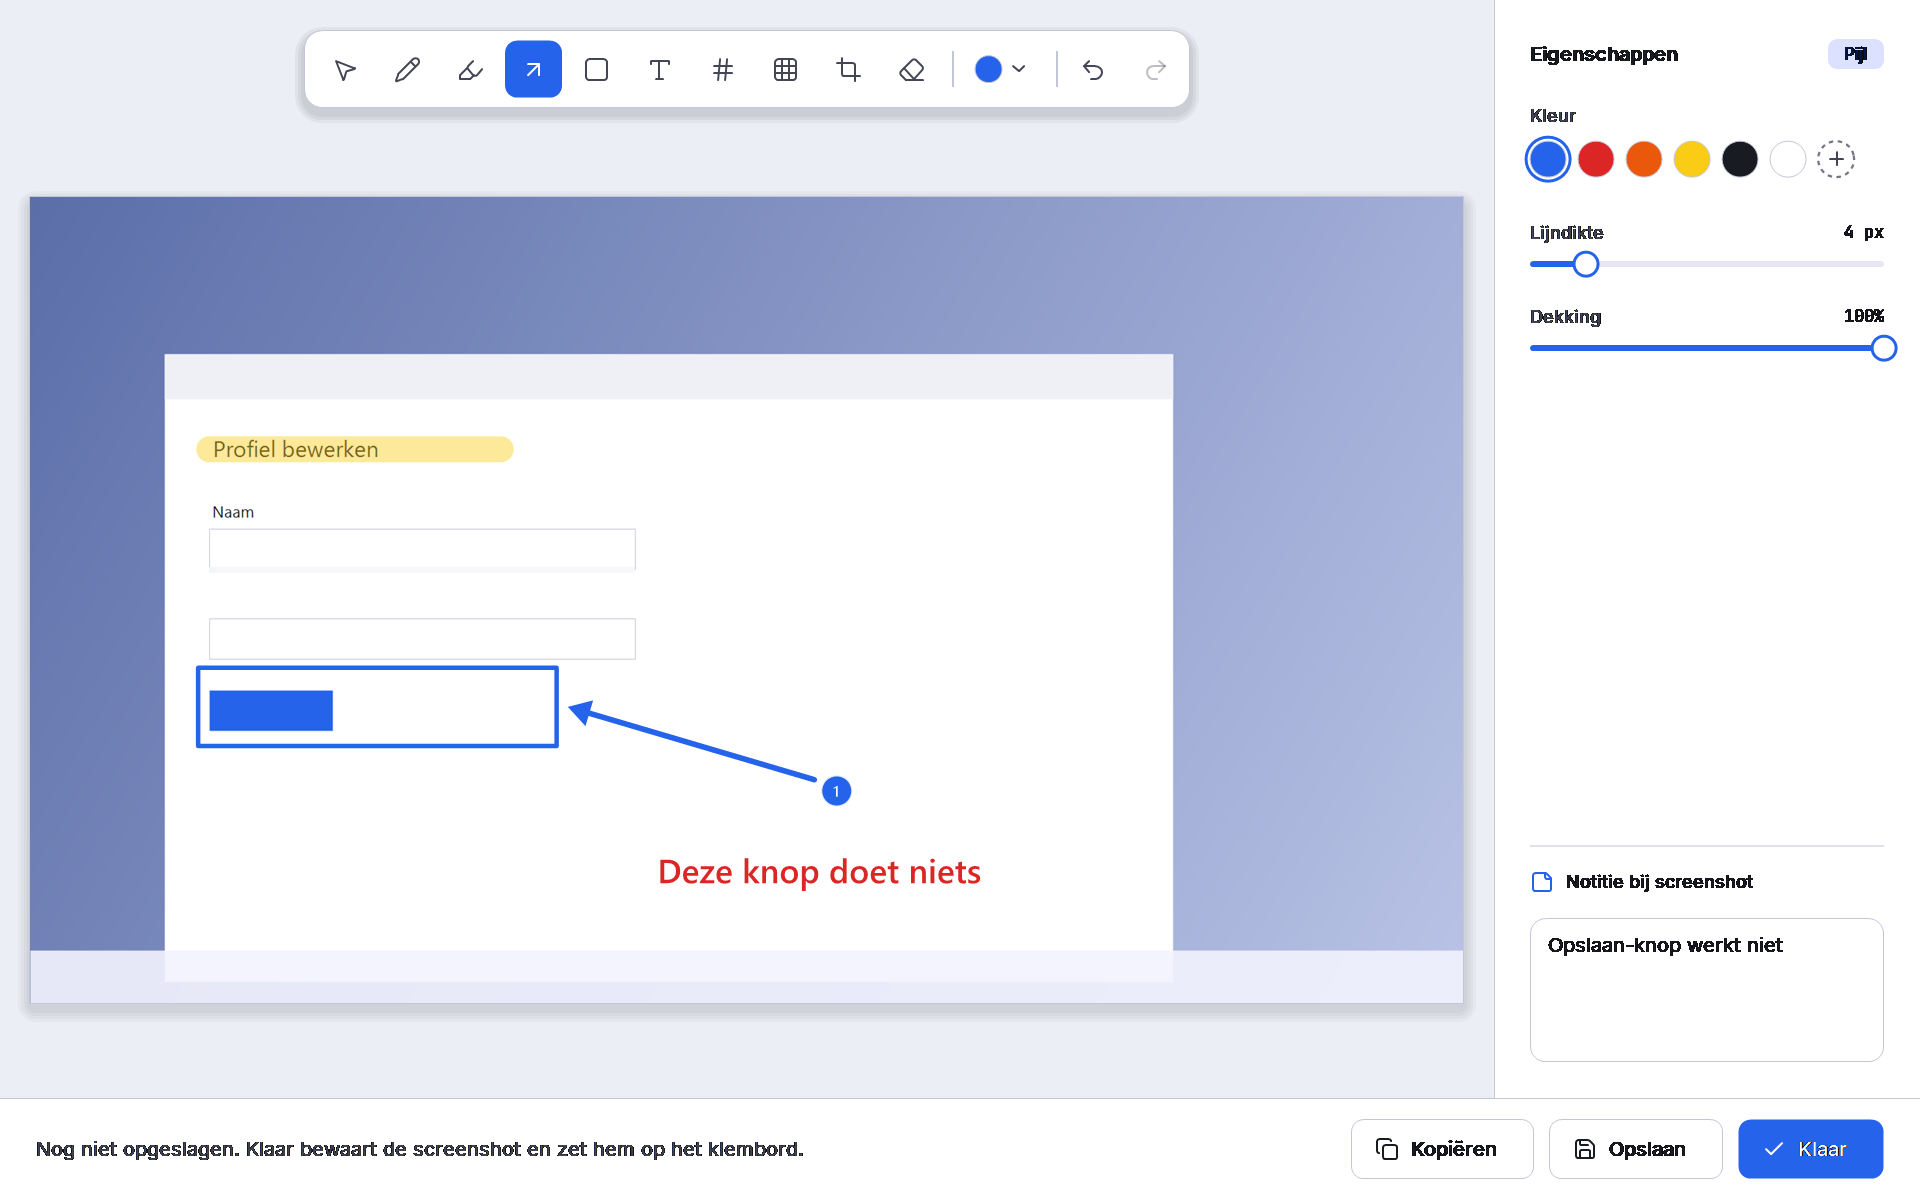 Eigenschappen
Pijl
Kleur
Lijndikte
4 px
Dekking
100%
Profiel bewerken
Naam
1
Deze knop doet niets
Notitie bij screenshot
Opslaan-knop werkt niet
Nog niet opgeslagen. Klaar bewaart de screenshot en zet hem op het klembord.
Kopiëren
Opslaan
Klaar